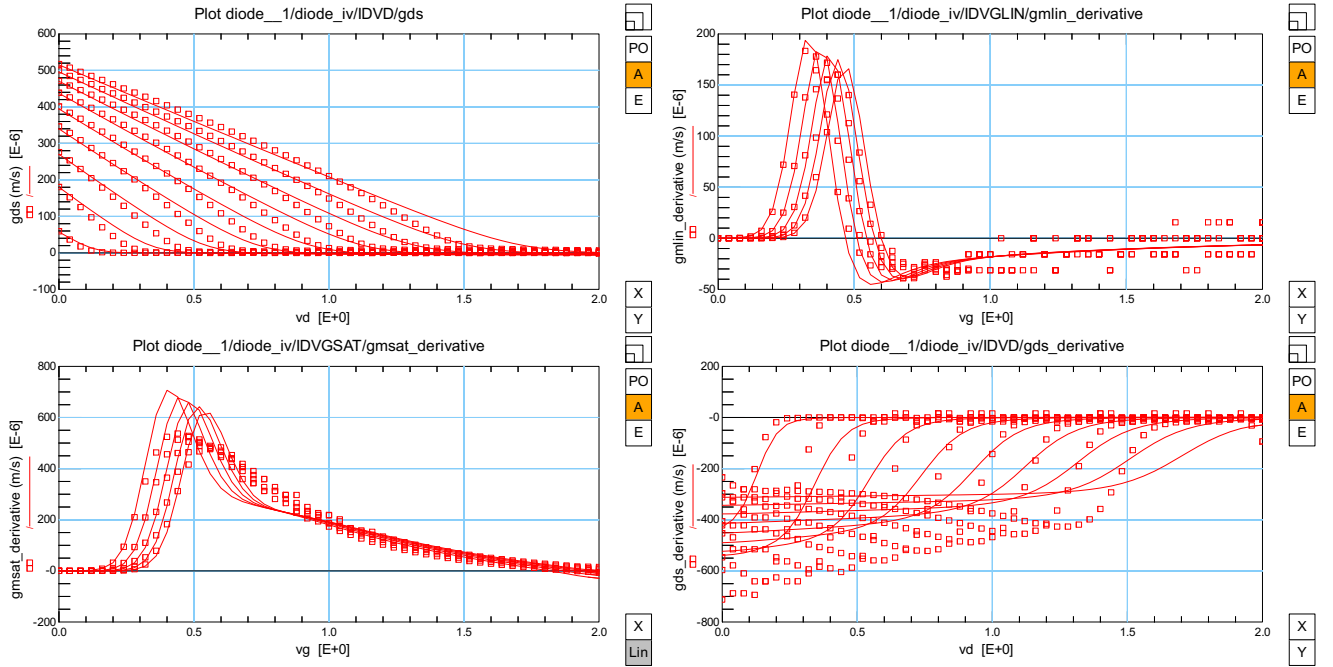 Plot diode__1/diode_iv/IDVD/gds
gds (m/s) [E-6]
600
500
400
300
200
100
0
-100
0.0 0.5 1.0 1.5 2.0
vd [E+0]
PO
A
E
X
Y
Plot diode__1/diode_iv/IDVGLIN/gmlin_derivative
gmlin_derivative (m/s) [E-6]
200
150
100
50
-0
-50
0.0 0.5 1.0 1.5 2.0
vg [E+0]
PO
A
E
X
Y
Plot diode__1/diode_iv/IDVGSAT/gmsat_derivative
gmsat_derivative (m/s) [E-6]
800
600
400
200
-0
-200
0.0 0.5 1.0 1.5 2.0
vg [E+0]
PO
A
E
X
Lin
Plot diode__1/diode_iv/IDVD/gds_derivative
gds_derivative (m/s) [E-6]
200
-0
-200
-400
-600
-800
0.0 0.5 1.0 1.5 2.0
vd [E+0]
PO
A
E
X
Y